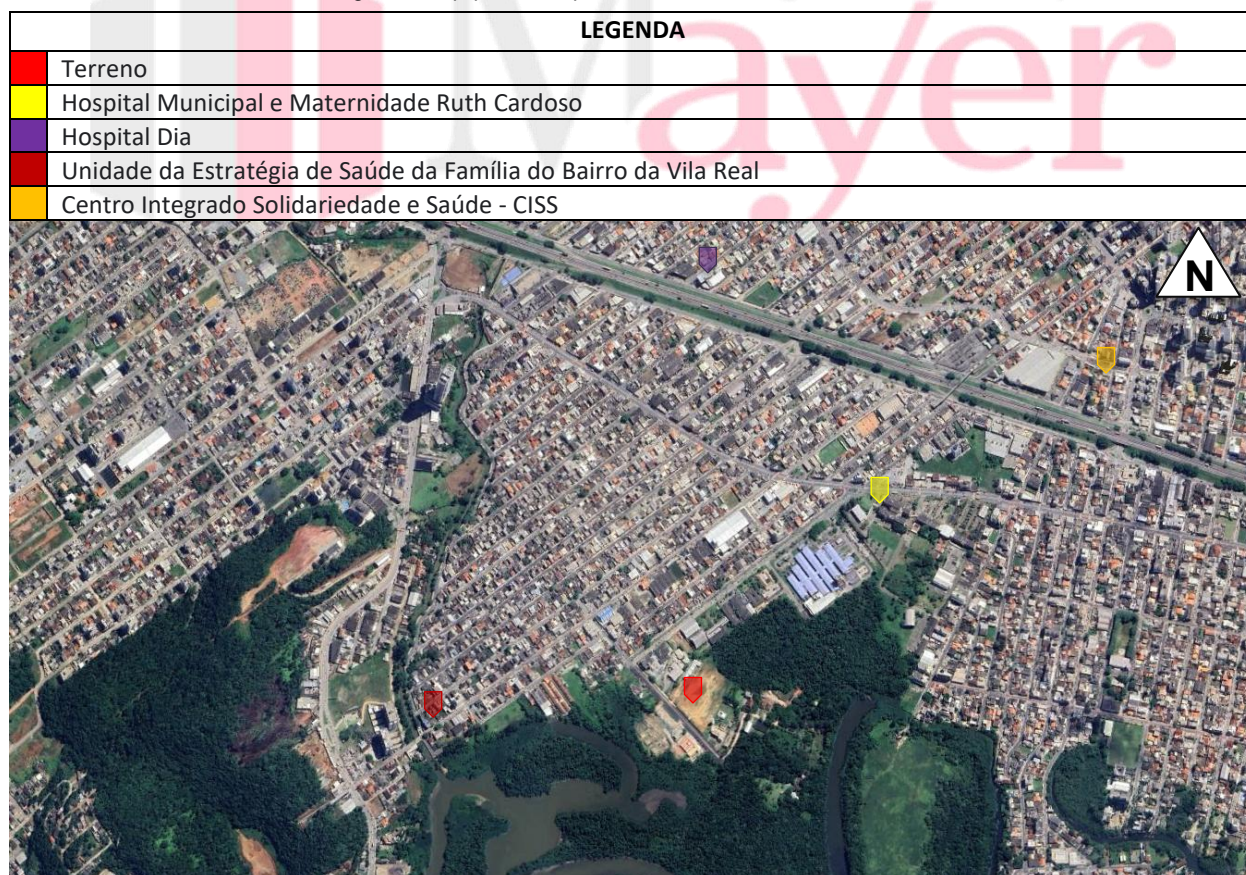 LEGENDA
Terreno
Hospital Municipal e Maternidade Ruth Cardoso
Hospital Dia
Unidade da Estratégia de Saúde da Família do Bairro da Vila Real
Centro Integrado Solidariedade e Saúde - CISS
Mayer
N